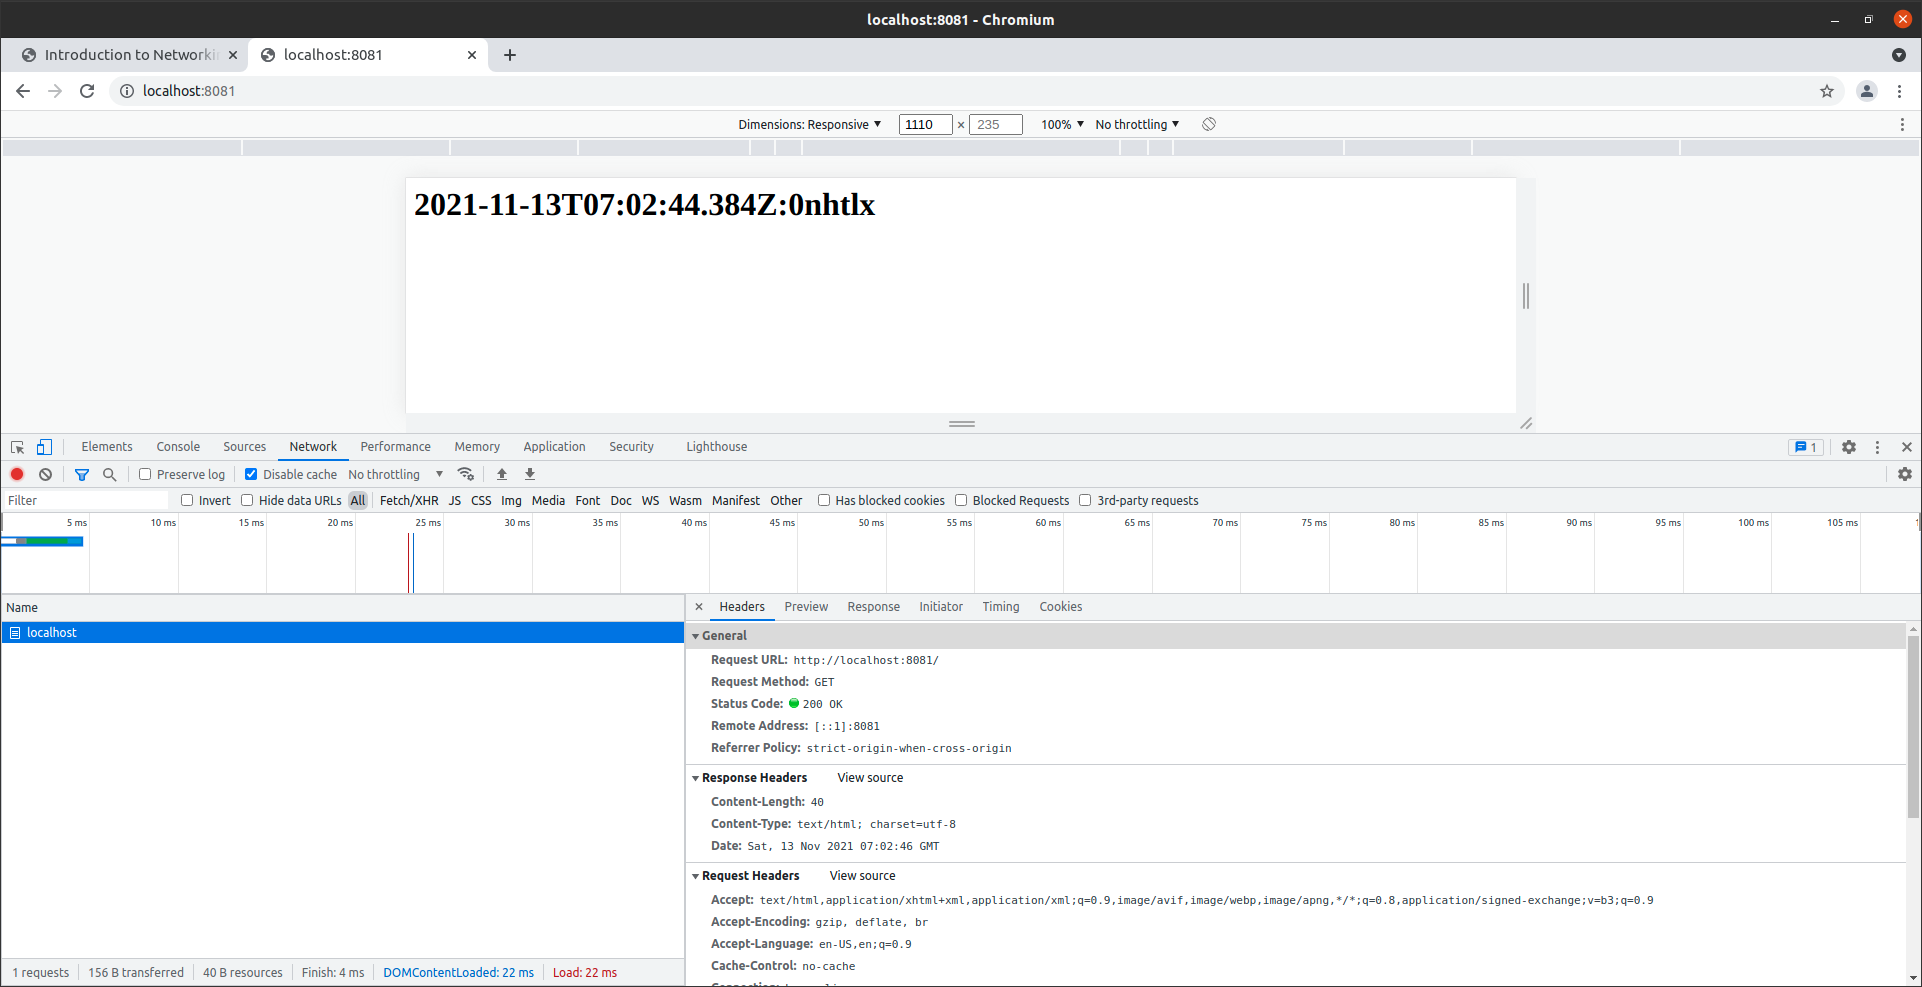 localhost:8081 - Chromium
Introduction to Networki
localhost:8081
localhost:8081
Dimensions: Responsive ▼ 1110 × 235 100% ▼ No throttling ▼
2021-11-13T07:02:44.384Z:0nhtlx
Elements Console Sources Network Performance Memory Application Security Lighthouse 1
Preserve log Disable cache No throttling ▼
Filter Invert Hide data URLs All Fetch/XHR JS CSS Img Media Font Doc WS Wasm Manifest Other Has blocked cookies Blocked Requests 3rd-party requests
5 ms 10 ms 15 ms 20 ms 25 ms 30 ms 35 ms 40 ms 45 ms 50 ms 55 ms 60 ms 65 ms 70 ms 75 ms 80 ms 85 ms 90 ms 95 ms 100 ms 105 ms
Name
localhost
Headers Preview Response Initiator Timing Cookies
General
Request URL: http://localhost:8081/
Request Method: GET
Status Code: 200 OK
Remote Address: [::1]:8081
Referrer Policy: strict-origin-when-cross-origin
Response Headers View source
Content-Length: 40
Content-Type: text/html; charset=utf-8
Date: Sat, 13 Nov 2021 07:02:46 GMT
Request Headers View source
Accept: text/html,application/xhtml+xml,application/xml;q=0.9,image/avif,image/webp,image/apng,*/*;q=0.8,application/signed-exchange;v=b3;q=0.9
Accept-Encoding: gzip, deflate, br
Accept-Language: en-US,en;q=0.9
Cache-Control: no-cache
1 requests 156 B transferred 40 B resources Finish: 4 ms DOMContentLoaded: 22 ms Load: 22 ms